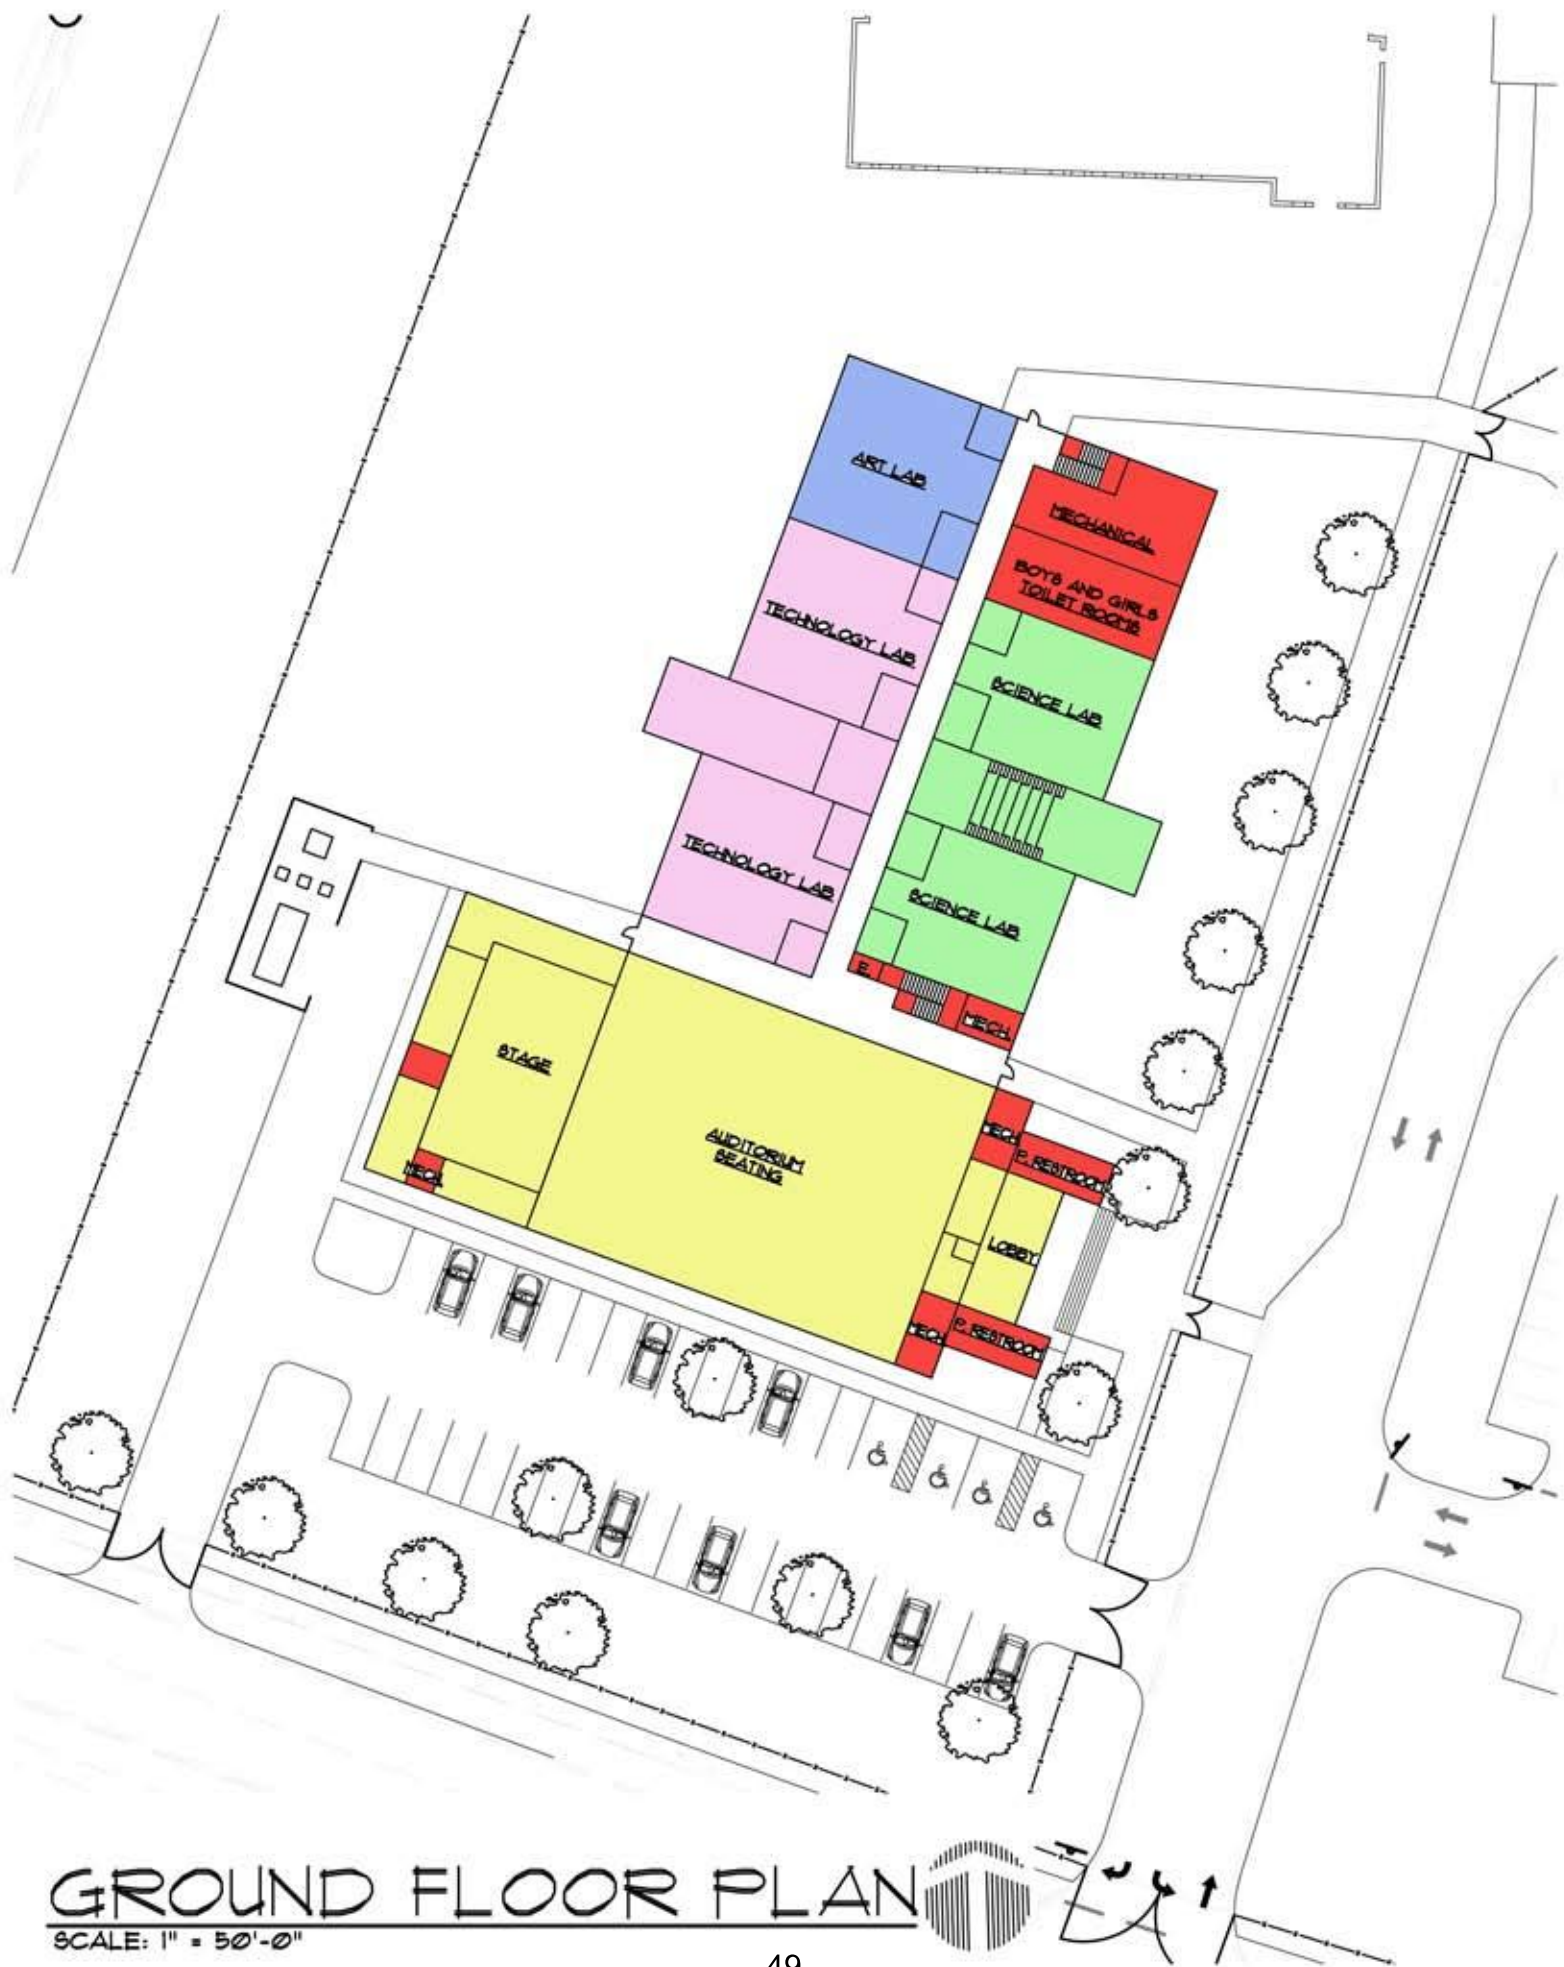 ART LAB
MECHANICAL
BOYS AND GIRLS
TOILET ROOMS
TECHNOLOGY LAB
SCIENCE LAB
TECHNOLOGY LAB
SCIENCE LAB
E.
MECH.
STAGE
AUDITORIUM
SEATING
MECH.
P. RESTROOM
MECH.
LOBBY
MECH.
P. RESTROOM
GROUND FLOOR PLAN
SCALE: 1" = 50'-0"
49